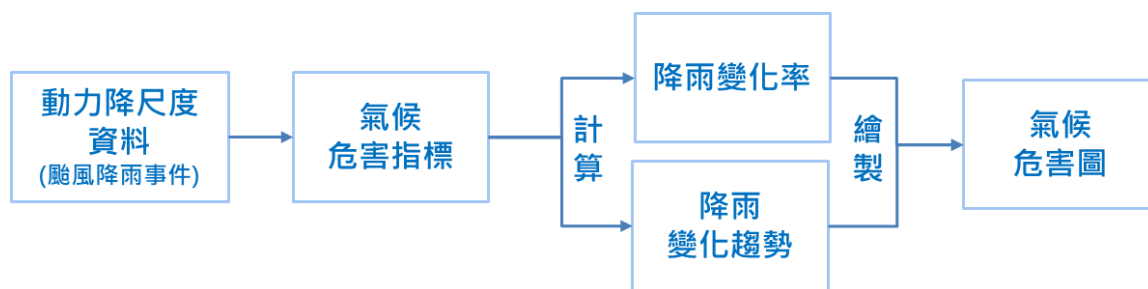 動力降尺度
資料
(颱風降雨事件)
氣候
危害指標
計算
降雨變化率
降雨
變化趨勢
繪製
氣候
危害圖